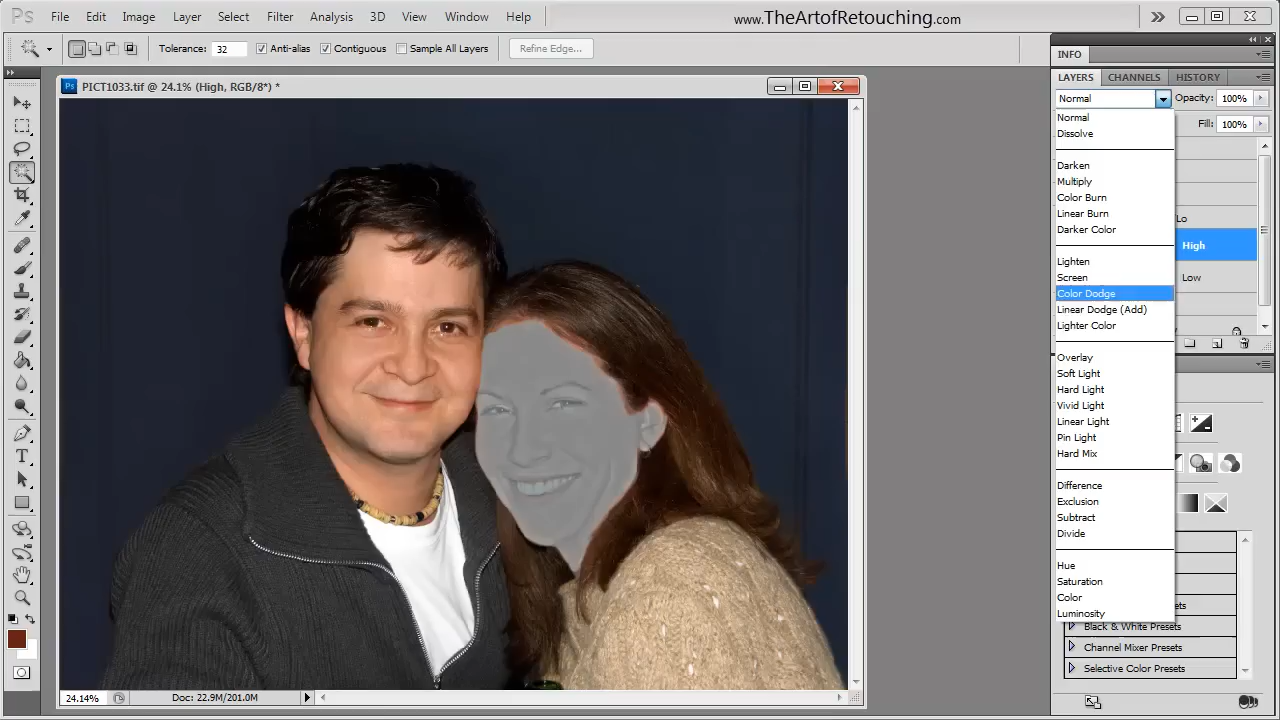 Ps File Edit Image Layer Select Filter Analysis 3D View Window Help www.TheArtofRetouching.com
Tolerance: 32 Anti-alias Contiguous Sample All Layers Refine Edge...
INFO
LAYERS CHANNELS HISTORY
Ps PICT1033.tif @ 24.1% (High, RGB/8*) *
Normal Opacity: 100%
Normal Fill: 100%
Dissolve
Darken
Multiply
Color Burn
Linear Burn Lo
Darker Color
High
Lighten
Screen Low
Color Dodge
Linear Dodge (Add)
Lighter Color
Overlay
Soft Light
Hard Light
Vivid Light
Linear Light
Pin Light
Hard Mix
Difference
Exclusion
Subtract
Divide
Hue
Saturation
Color
Luminosity
Black & White Presets
Channel Mixer Presets
Selective Color Presets
24.14% Doc: 22.9M/201.0M